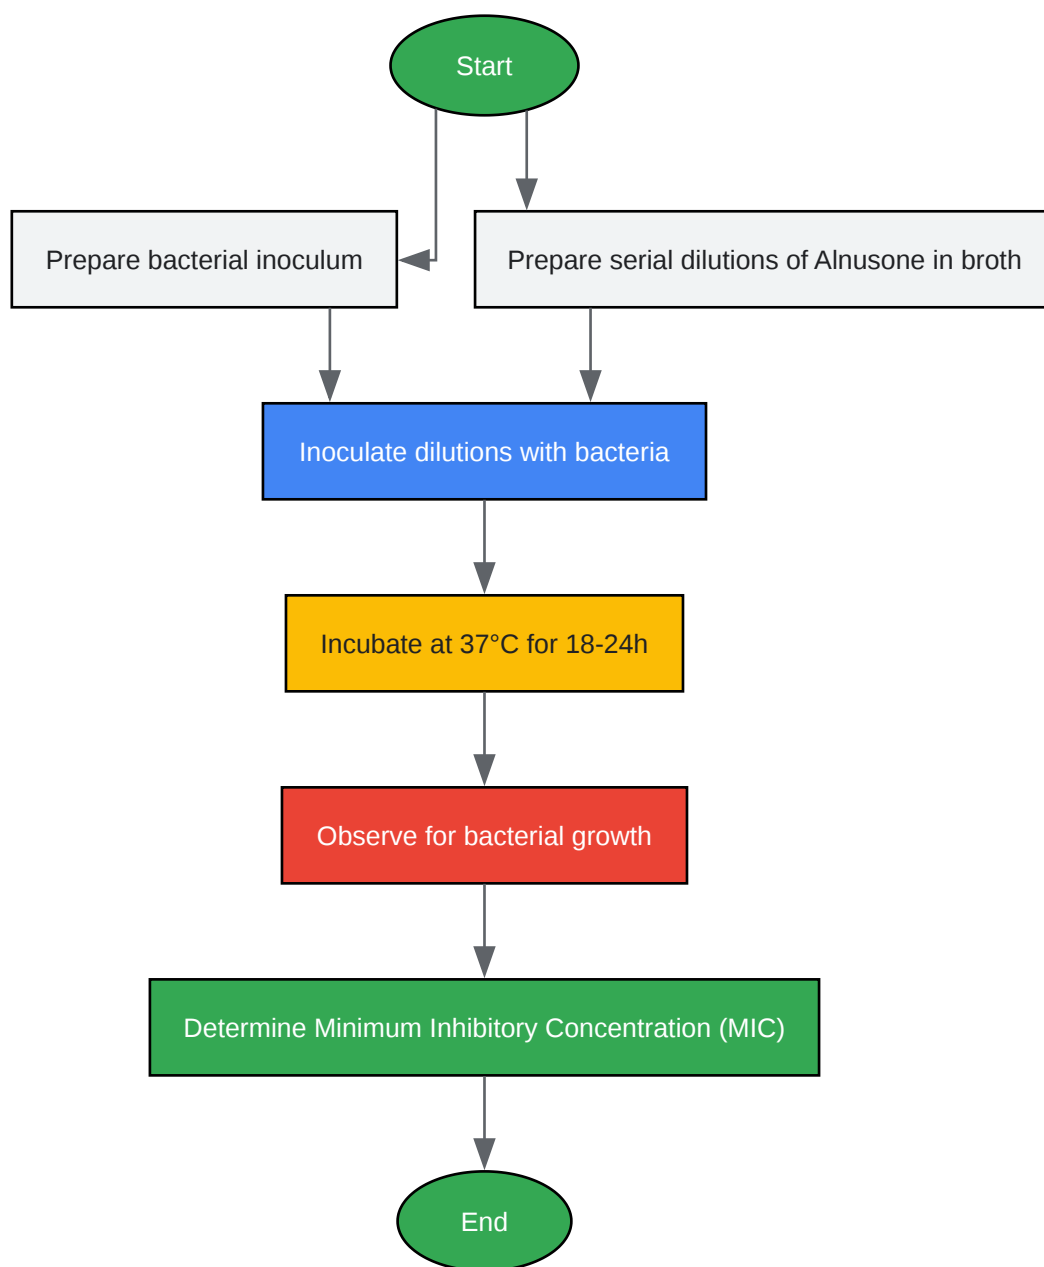 Start
Prepare bacterial inoculum
Prepare serial dilutions of Alnusone in broth
Inoculate dilutions with bacteria
Incubate at 37°C for 18-24h
Observe for bacterial growth
Determine Minimum Inhibitory Concentration (MIC)
End